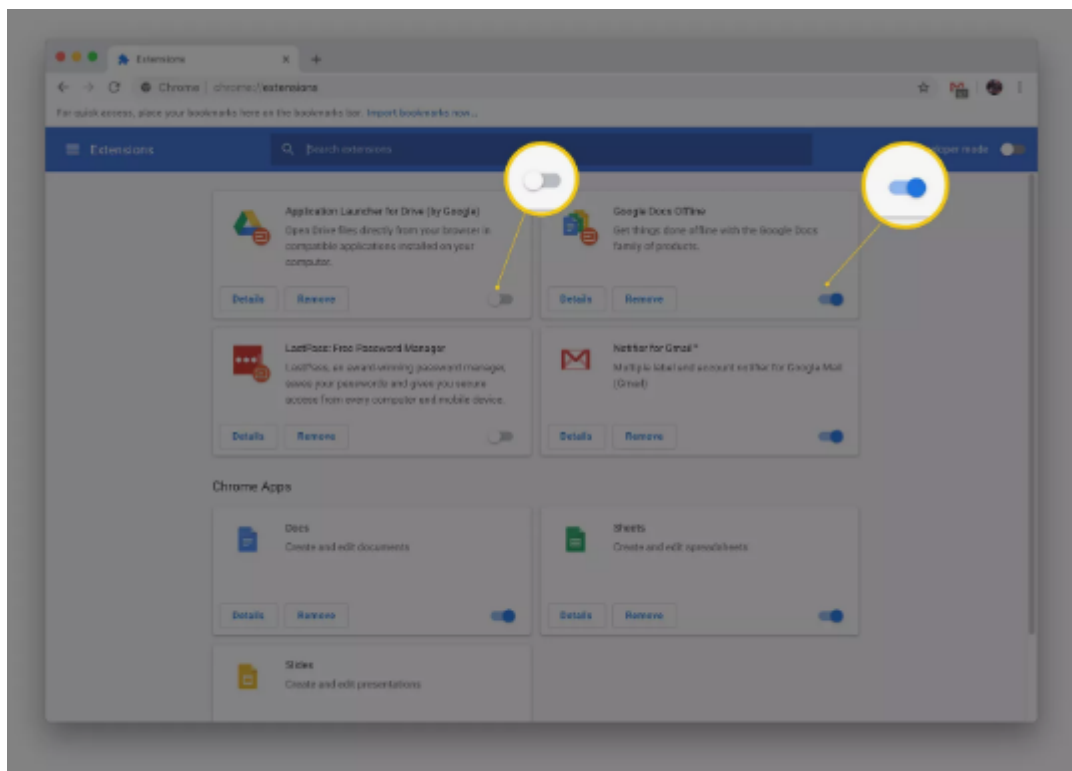 Extensions
Chrome | chrome://extensions
For quick access, place your bookmarks here on the bookmarks bar. Import bookmarks now...
Extensions
Search extensions
oper mode
Application Launcher for Drive (by Google)
Open Drive files directly from your browser in
compatible applications installed on your
computer.
Details Remove
Google Docs Offline
Get things done offline with the Google Docs
family of products.
Details Remove
LastPass: Free Password Manager
LastPass, an award-winning password manager,
saves your passwords and gives you secure
access from every computer and mobile device.
Details Remove
Notifier for Gmail™
Multiple label and account notifier for Google Mail
(Gmail)
Details Remove
Chrome Apps
Docs
Create and edit documents
Details Remove
Sheets
Create and edit spreadsheets
Details Remove
Slides
Create and edit presentations